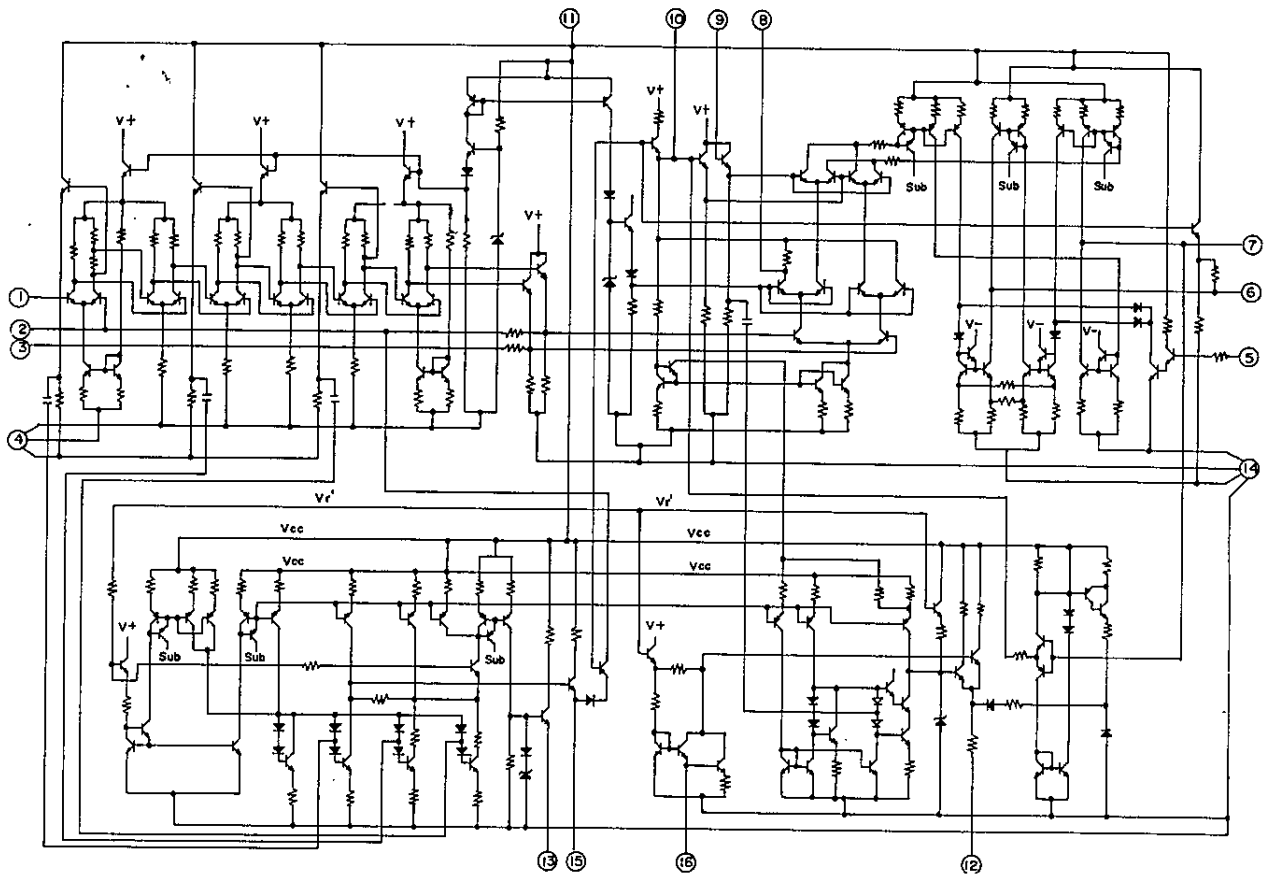 11 10 9 8
V+ V+
V+ V+ V+
Sub Sub Sub
V+
7
1
6
2
V- V- V-
3
5
4
14
Vr' Vr'
Vcc Vcc
Vcc Vcc
V+ V+
Sub Sub Sub
13 15 16 12